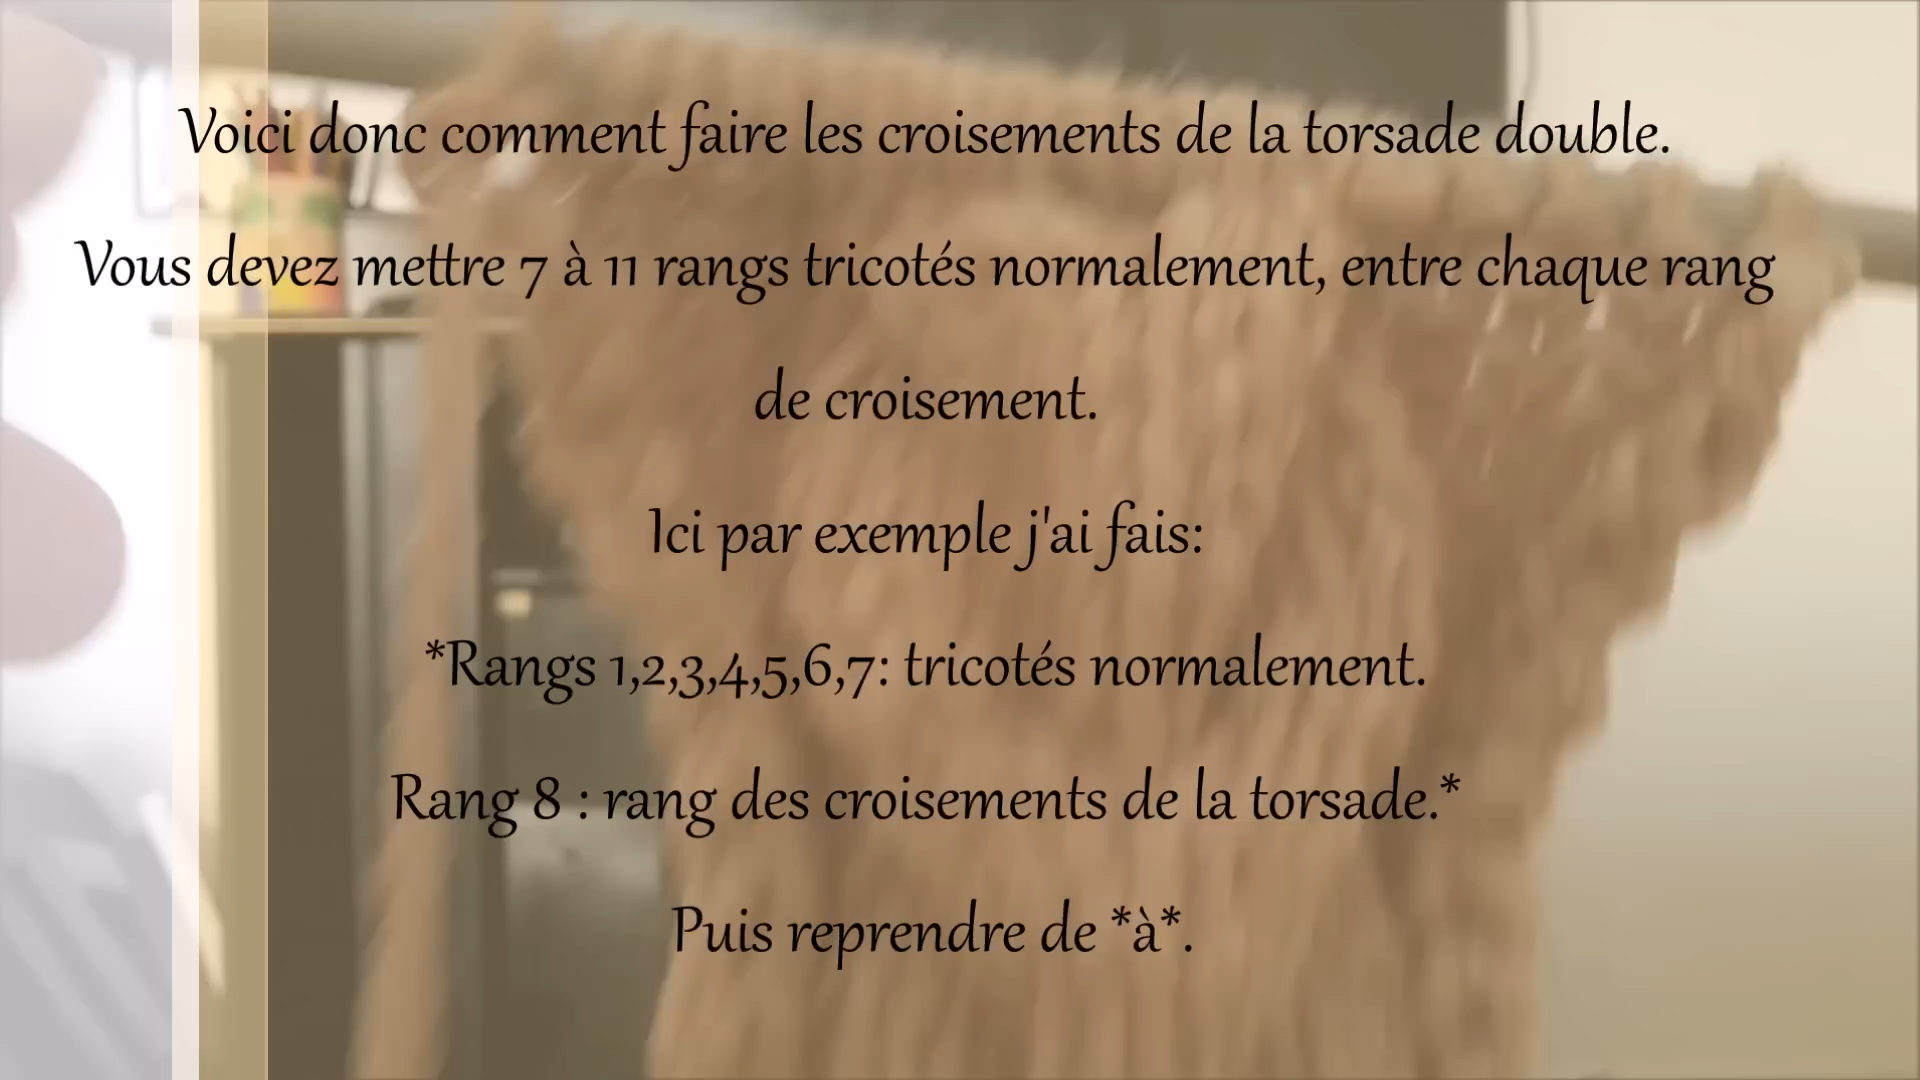 Voici donc comment faire les croisements de la torsade double.
Vous devez mettre 7 à 11 rangs tricotés normalement, entre chaque rang
de croisement.
Ici par exemple j'ai fais:
*Rangs 1,2,3,4,5,6,7: tricotés normalement.
Rang 8 : rang des croisements de la torsade.*
Puis reprendre de *à*.